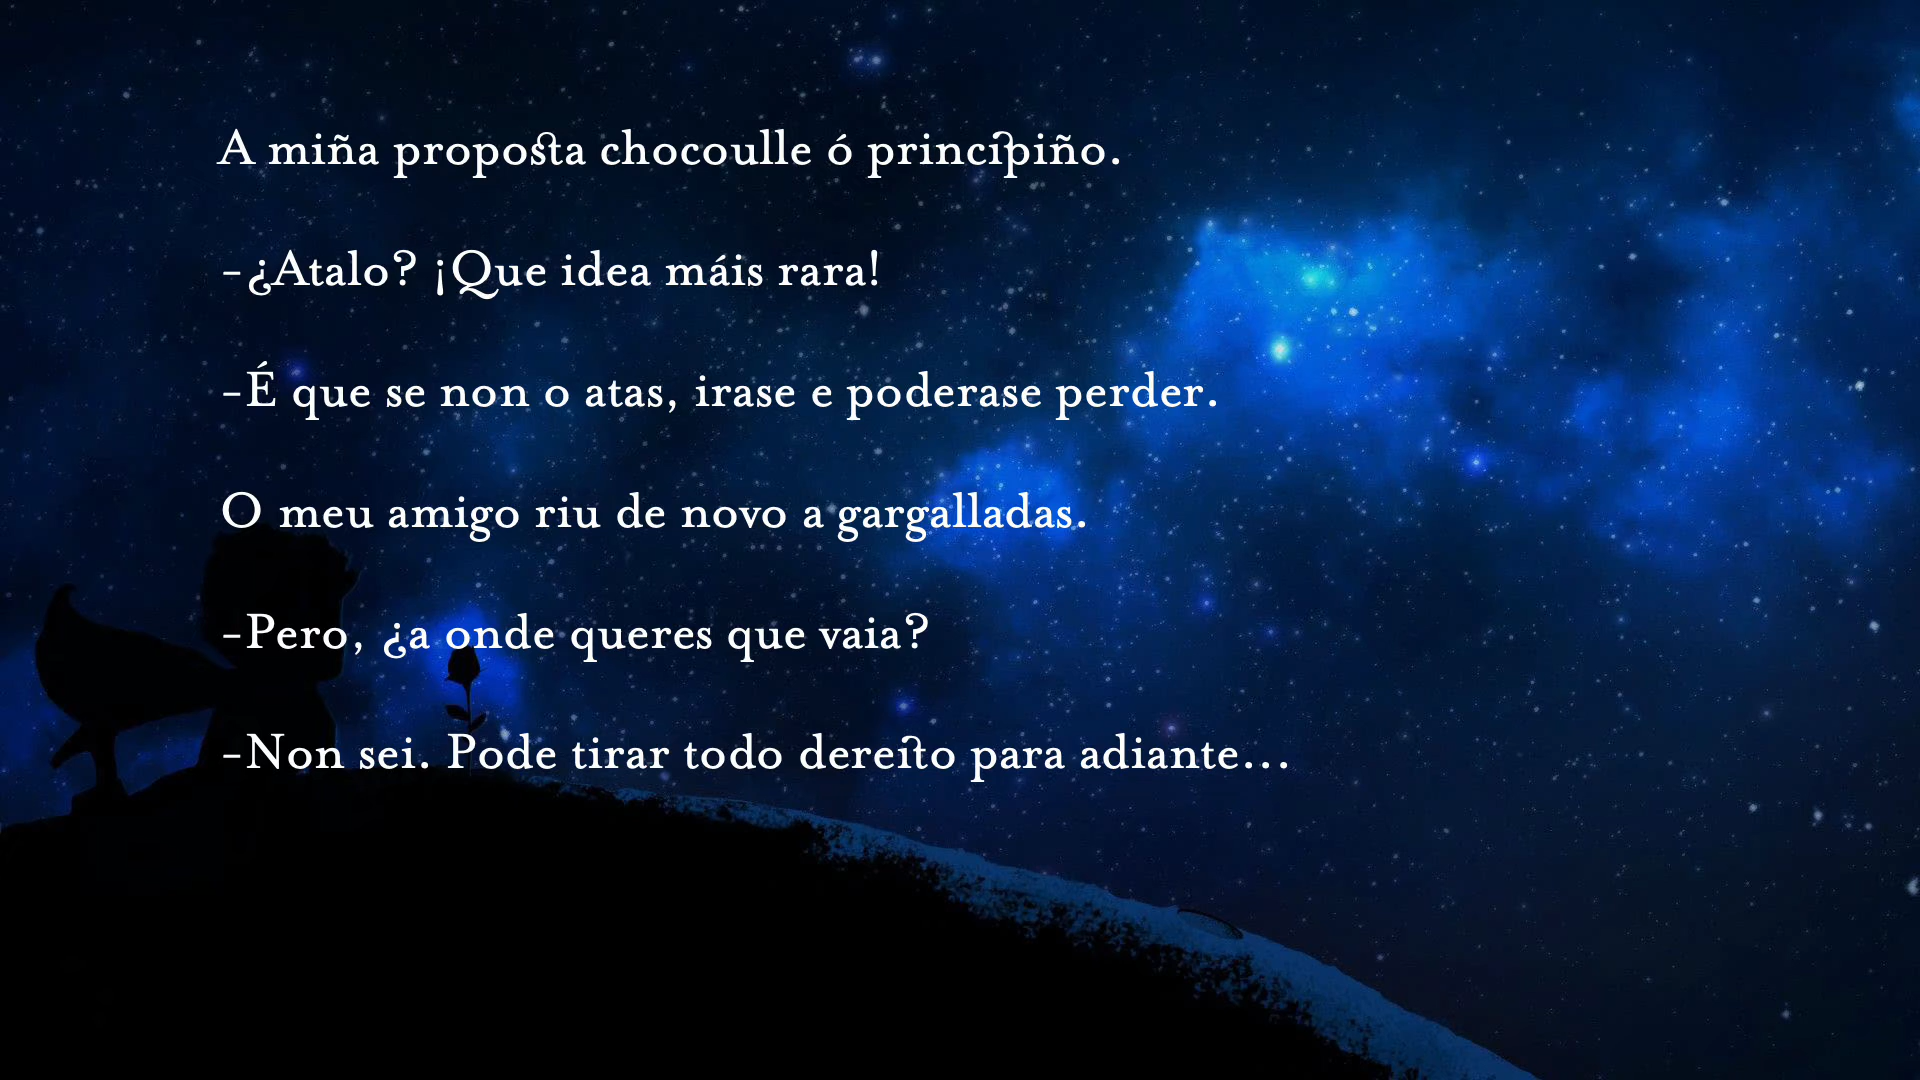 A miña proposta chocoulle ó principiño.
-¿Atalo? ¡Que idea máis rara!
-É que se non o atas, irase e poderase perder.
O meu amigo riu de novo a gargalladas.
-Pero, ¿a onde queres que vaia?
-Non sei. Pode tirar todo dereito para adiante...